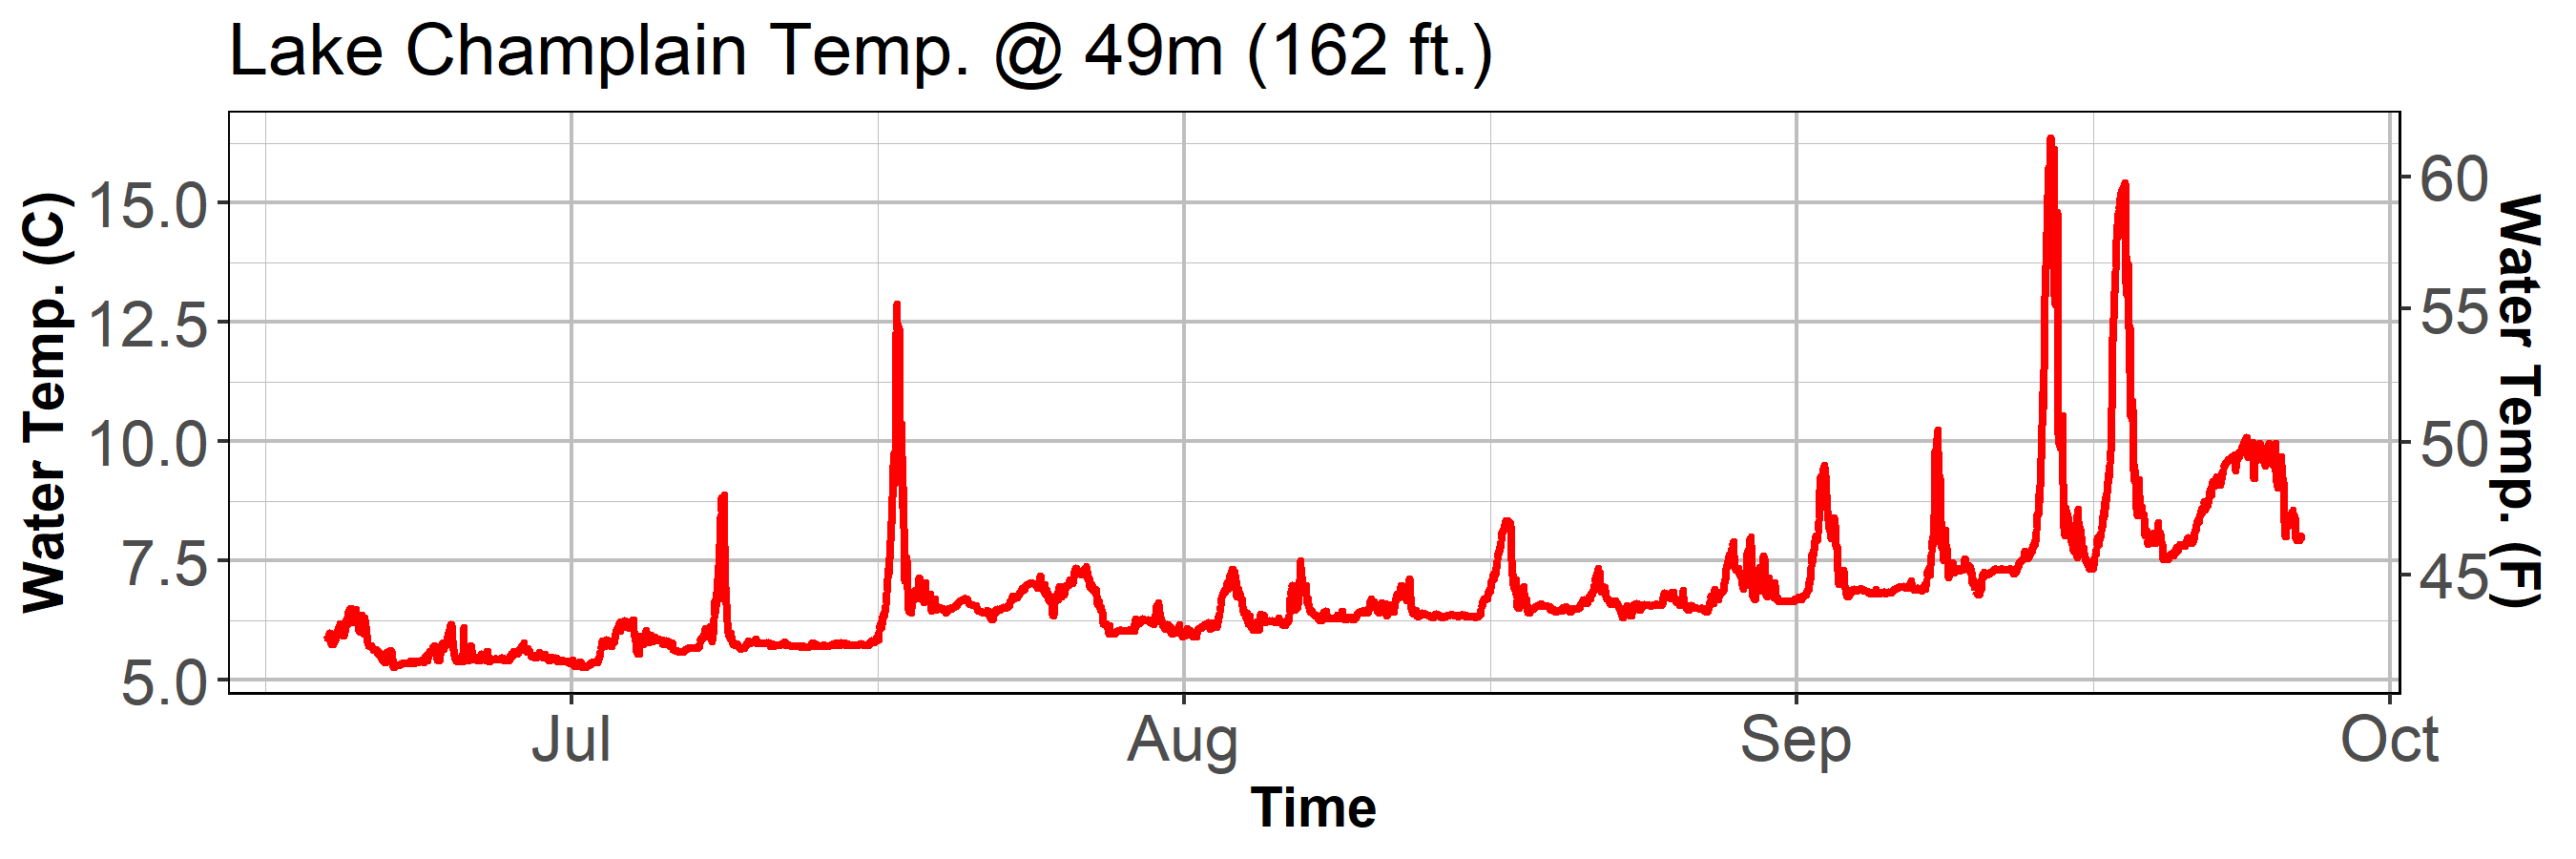 Lake Champlain Temp. @ 49m (162 ft.)
Water Temp. (C)
15.0
12.5
10.0
7.5
5.0
60
55
50
45
Water Temp. (F)
Jul Aug Sep Oct
Time